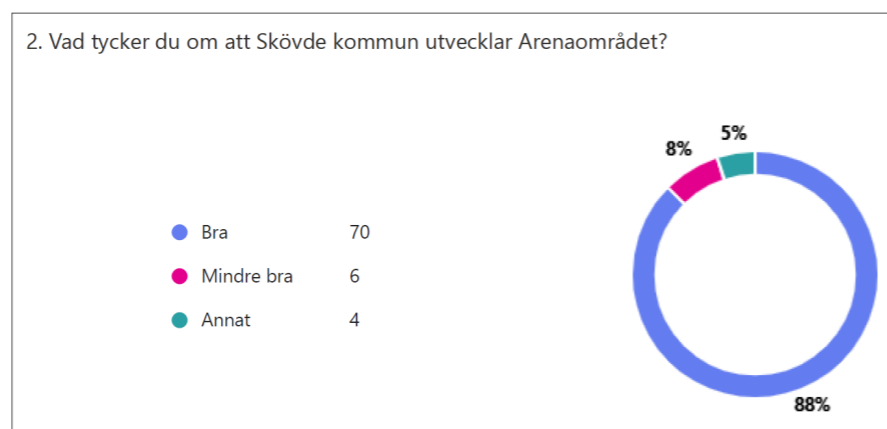 2. Vad tycker du om att Skövde kommun utvecklar Arenaområdet?
5%
8%
Bra 70
Mindre bra 6
Annat 4
88%